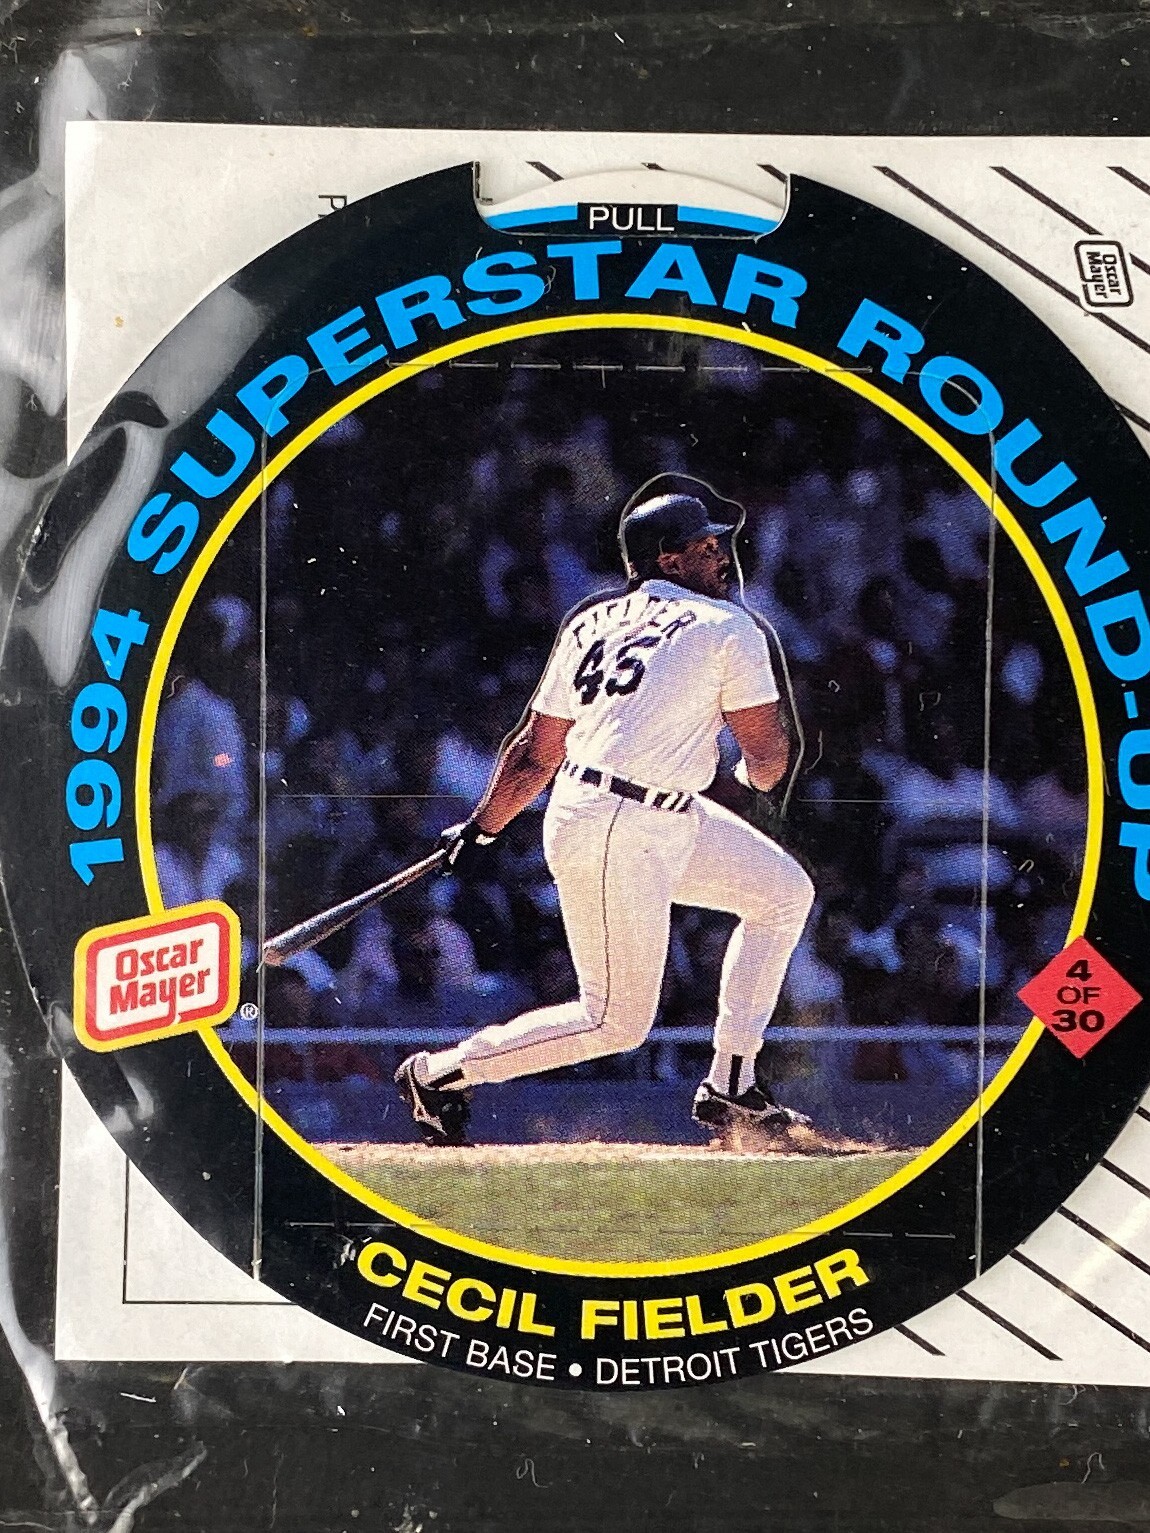 PULL
1994 SUPERSTAR ROUND-UP
Oscar
Mayer
FIELDER
45
Oscar
Mayer
®
4
OF
30
CECIL FIELDER
FIRST BASE • DETROIT TIGERS